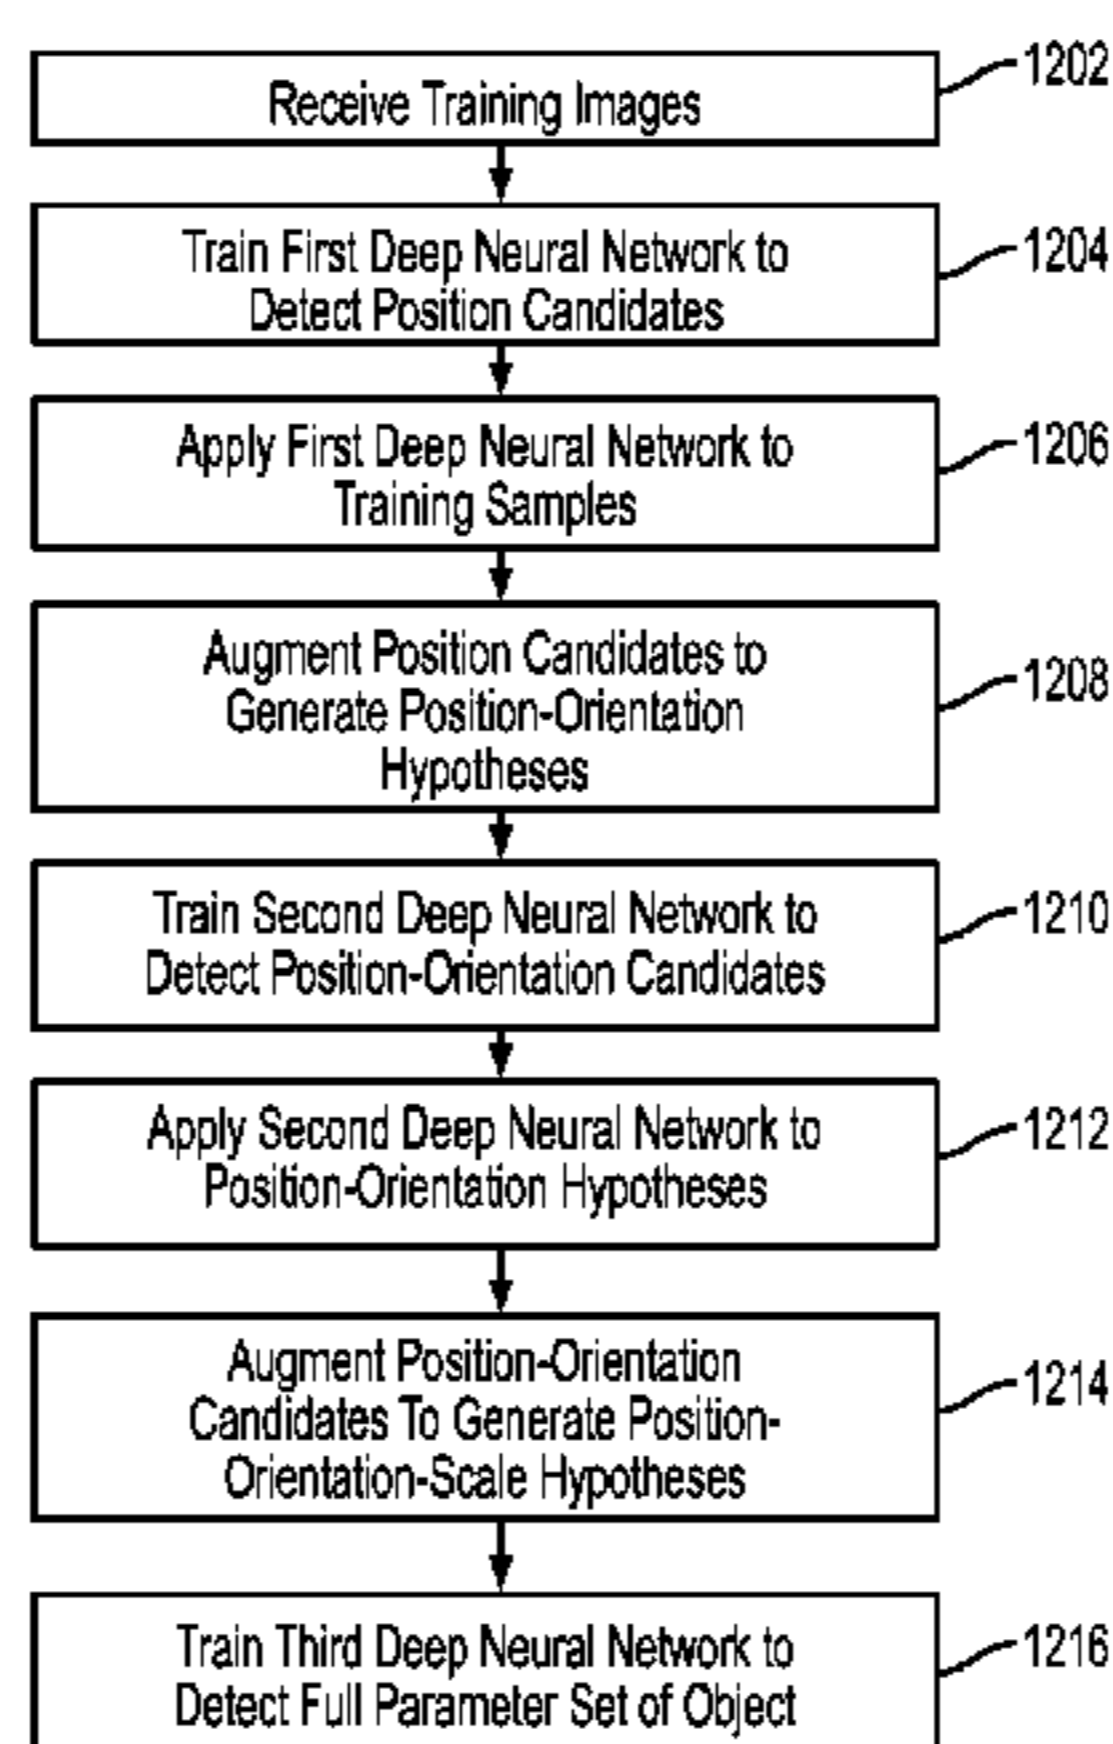 Receive Training Images
1202
Train First Deep Neural Network to
Detect Position Candidates
1204
Apply First Deep Neural Network to
Training Samples
1206
Augment Position Candidates to
Generate Position-Orientation
Hypotheses
1208
Train Second Deep Neural Network to
Detect Position-Orientation Candidates
1210
Apply Second Deep Neural Network to
Position-Orientation Hypotheses
1212
Augment Position-Orientation
Candidates To Generate Position-
Orientation-Scale Hypotheses
1214
Train Third Deep Neural Network to
Detect Full Parameter Set of Object
1216